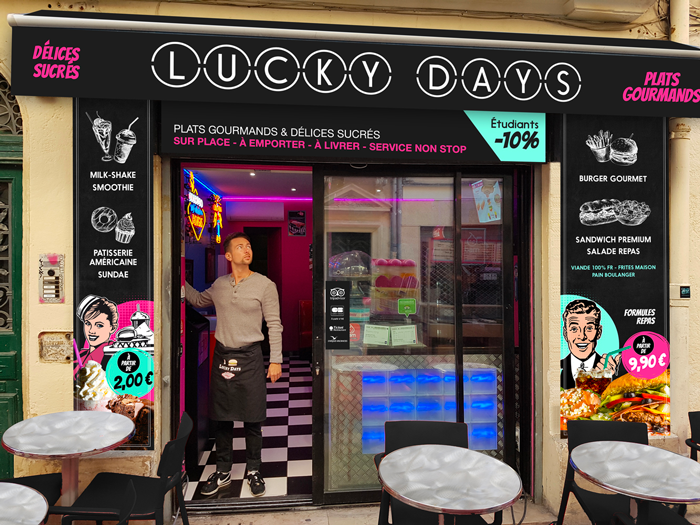 DÉLICES
SUCRÉS
LUCKY DAYS
PLATS
GOURMANDS
PLATS GOURMANDS & DÉLICES SUCRÉS
SUR PLACE - À EMPORTER - À LIVRER - SERVICE NON STOP
Étudiants
-10%
MILK-SHAKE
SMOOTHIE
PATISSERIE
AMÉRICAINE
SUNDAE
À
PARTIR
DE
2,00 €
LUCKY DAYS
BURGER GOURMET
SANDWICH PREMIUM
SALADE REPAS
VIANDE 100% FR - FRITES MAISON
PAIN BOULANGER
FORMULES
REPAS
À
PARTIR
DE
9,90 €